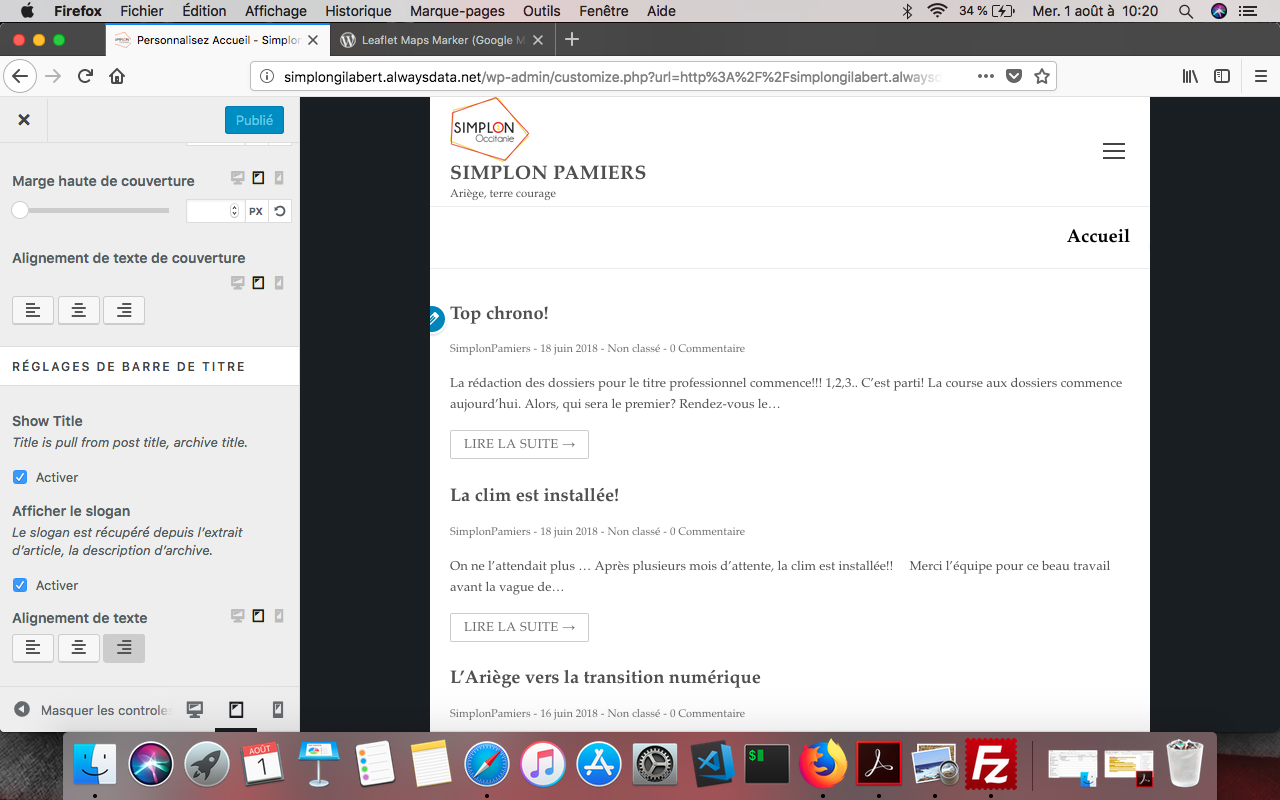 Firefox Fichier Édition Affichage Historique Marque-pages Outils Fenêtre Aide 34 % Mer. 1 août à 10:20
Personnalisez Accueil - Simplon Leaflet Maps Marker (Google M
simplongilabert.alwaysdata.net/wp-admin/customize.php?url=http%3A%2F%2Fsimplongilabert.alwaysd
Publié
Marge haute de couverture
PX
Alignement de texte de couverture
RÉGLAGES DE BARRE DE TITRE
Show Title
Title is pull from post title, archive title.
Activer
Afficher le slogan
Le slogan est récupéré depuis l’extrait
d’article, la description d’archive.
Activer
Alignement de texte
Masquer les controles
SIMPLON
Occitanie
SIMPLON PAMIERS
Ariège, terre courage
Accueil
Top chrono!
SimplonPamiers - 18 juin 2018 - Non classé - 0 Commentaire
La rédaction des dossiers pour le titre professionnel commence!!! 1,2,3.. C’est parti! La course aux dossiers commence
aujourd’hui. Alors, qui sera le premier? Rendez-vous le…
LIRE LA SUITE →
La clim est installée!
SimplonPamiers - 18 juin 2018 - Non classé - 0 Commentaire
On ne l’attendait plus … Après plusieurs mois d’attente, la clim est installée!! Merci l’équipe pour ce beau travail
avant la vague de…
LIRE LA SUITE →
L’Ariège vers la transition numérique
SimplonPamiers - 16 juin 2018 - Non classé - 0 Commentaire
AOÛT
1
$
Fz